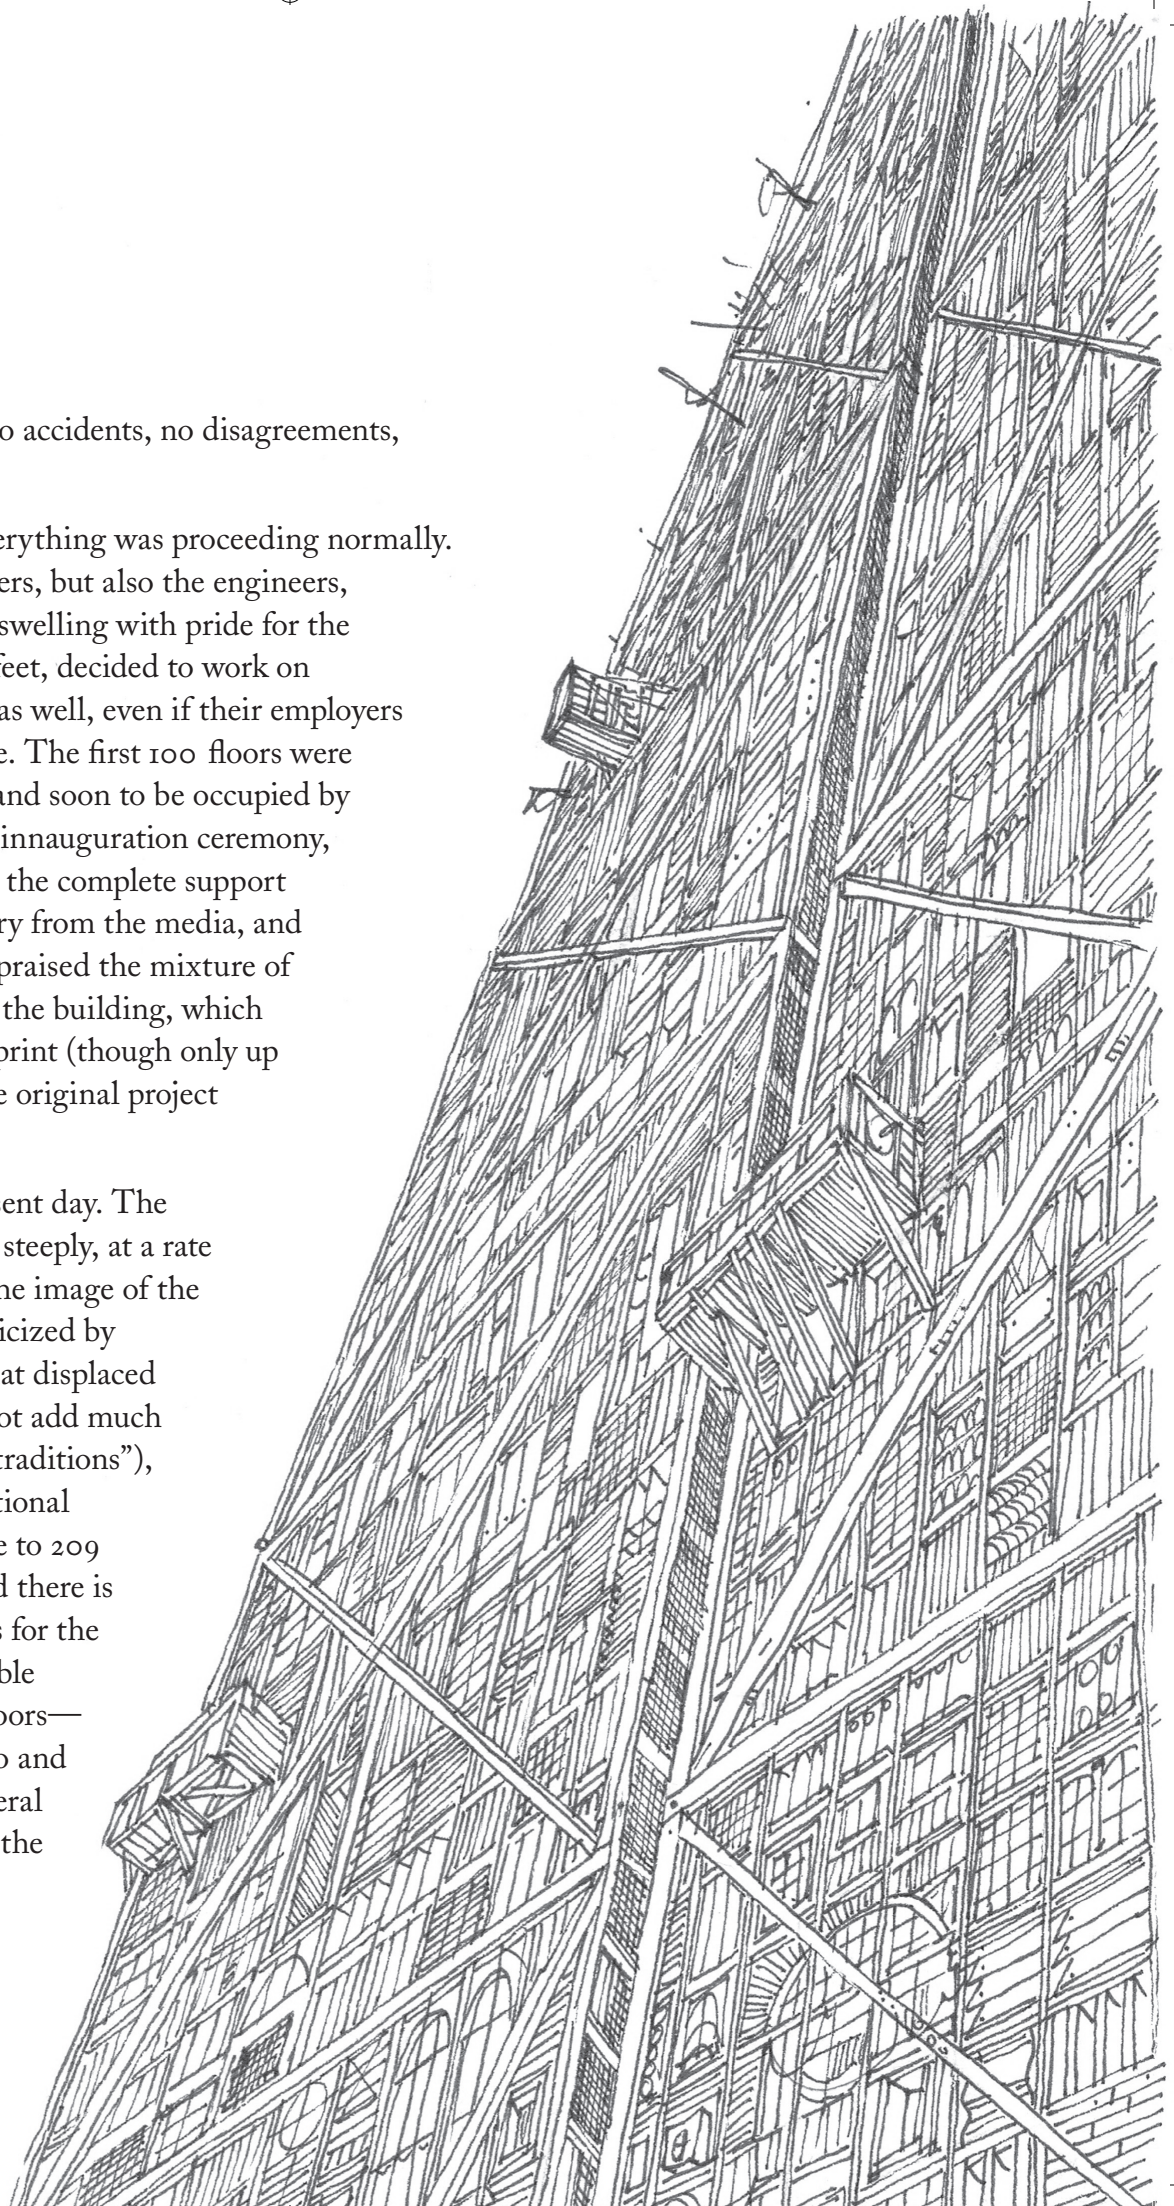 o accidents, no disagreements,
erything was proceeding normally.
ers, but also the engineers,
swelling with pride for the
feet, decided to work on
as well, even if their employers
e. The first 100 floors were
and soon to be occupied by
innauguration ceremony,
the complete support
ry from the media, and
praised the mixture of
the building, which
print (though only up
e original project
sent day. The
steeply, at a rate
ne image of the
icized by
at displaced
ot add much
traditions”),
tional
e to 209
d there is
s for the
ble
oors—
o and
eral
the